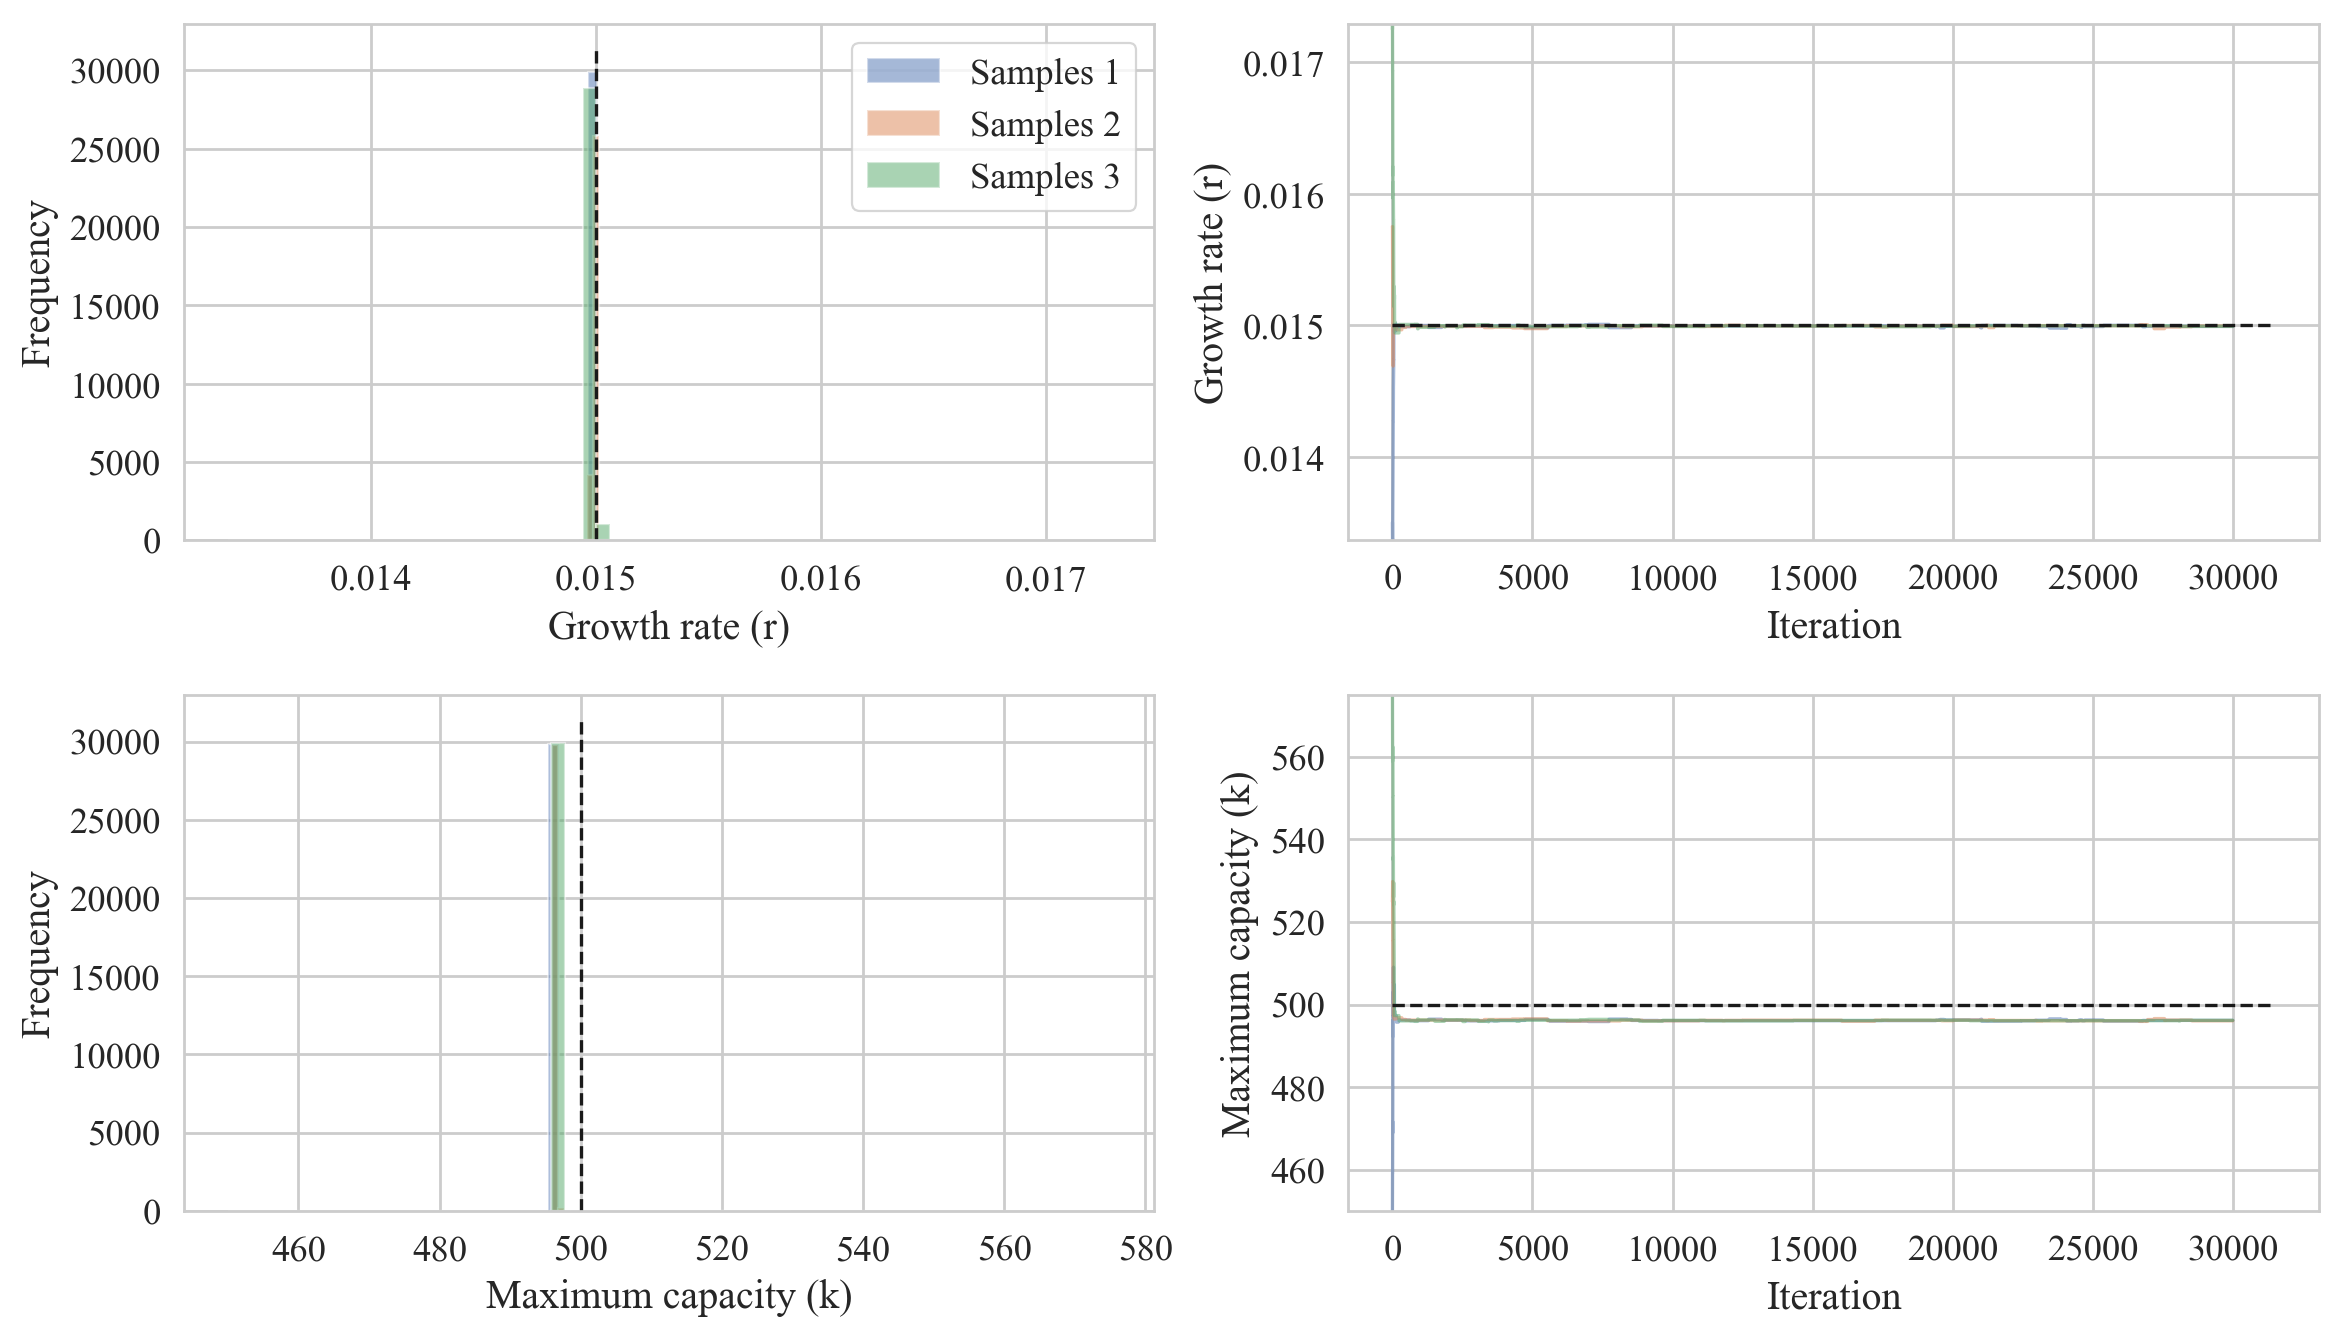 30000
25000
20000
15000
10000
5000
0
Frequency
0.014 0.015 0.016 0.017
Growth rate (r)
Samples 1
Samples 2
Samples 3
0.017
0.016
0.015
0.014
Growth rate (r)
0 5000 10000 15000 20000 25000 30000
Iteration
30000
25000
20000
15000
10000
5000
0
Frequency
460 480 500 520 540 560 580
Maximum capacity (k)
560
540
520
500
480
460
Maximum capacity (k)
0 5000 10000 15000 20000 25000 30000
Iteration